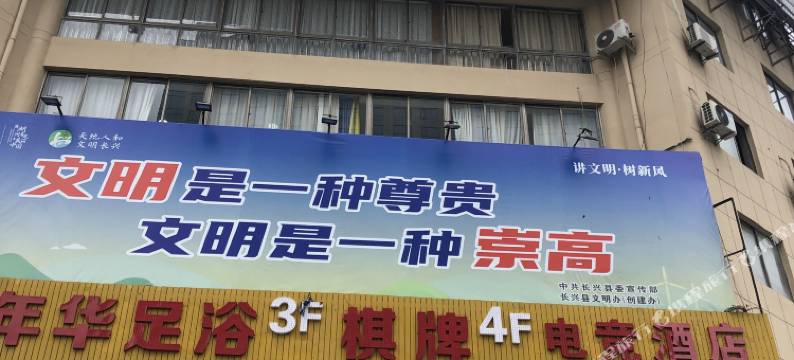 天地人和
文明长兴
讲文明·树新风
文明是一种尊贵
文明是一种崇高
中共长兴县委宣传部
长兴县文明办(创建办)
年华足浴 3F 棋牌 4F 电竞酒店